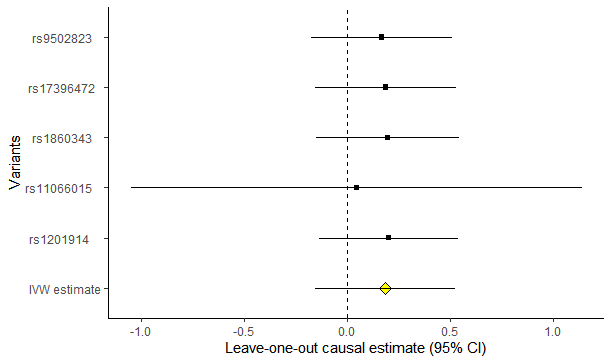 rs9502823
rs17396472
rs1860343
rs11066015
rs1201914
IVW estimate
Variants
-1.0 -0.5 0.0 0.5 1.0
Leave-one-out causal estimate (95% CI)